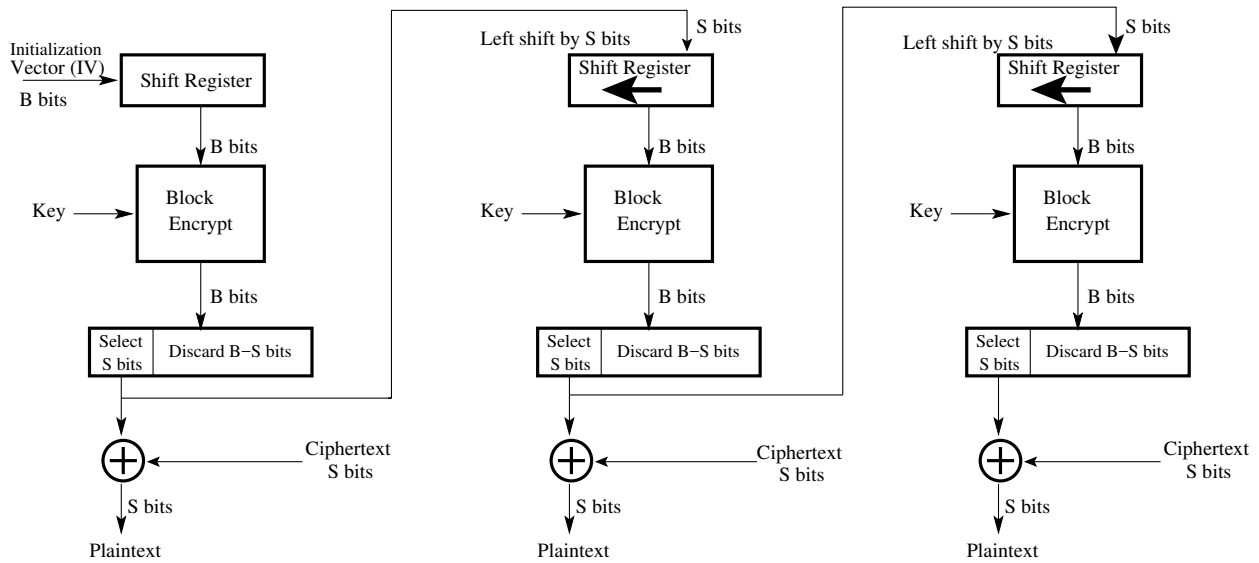 S bits
S bits
Initialization
Vector (IV)
B bits
Shift Register
Left shift by S bits
Shift Register
Left shift by S bits
Shift Register
B bits
B bits
B bits
Key
Block
Encrypt
Key
Block
Encrypt
Key
Block
Encrypt
B bits
B bits
B bits
Select
S bits
Discard B−S bits
Select
S bits
Discard B−S bits
Select
S bits
Discard B−S bits
Ciphertext
S bits
Ciphertext
S bits
Ciphertext
S bits
S bits
S bits
S bits
Plaintext
Plaintext
Plaintext